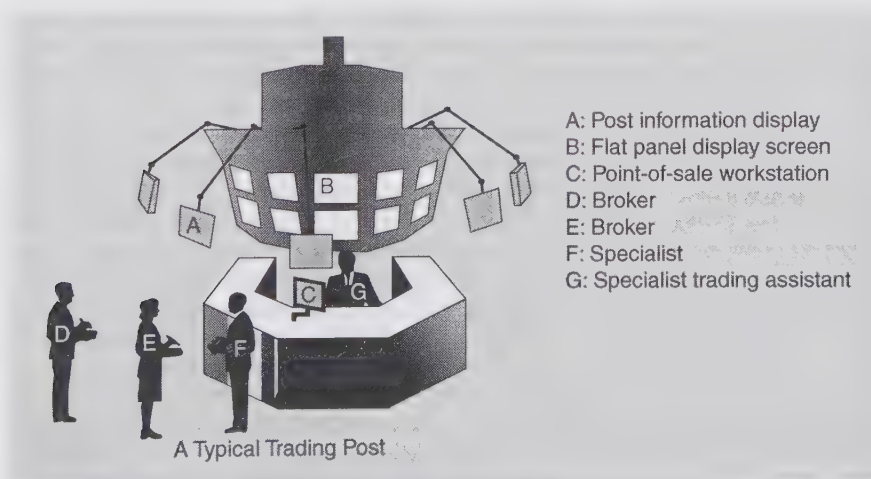 A: Post information display
B: Flat panel display screen
C: Point-of-sale workstation
D: Broker
E: Broker
F: Specialist
G: Specialist trading assistant
B
A
C
G
D
E
F
A Typical Trading Post